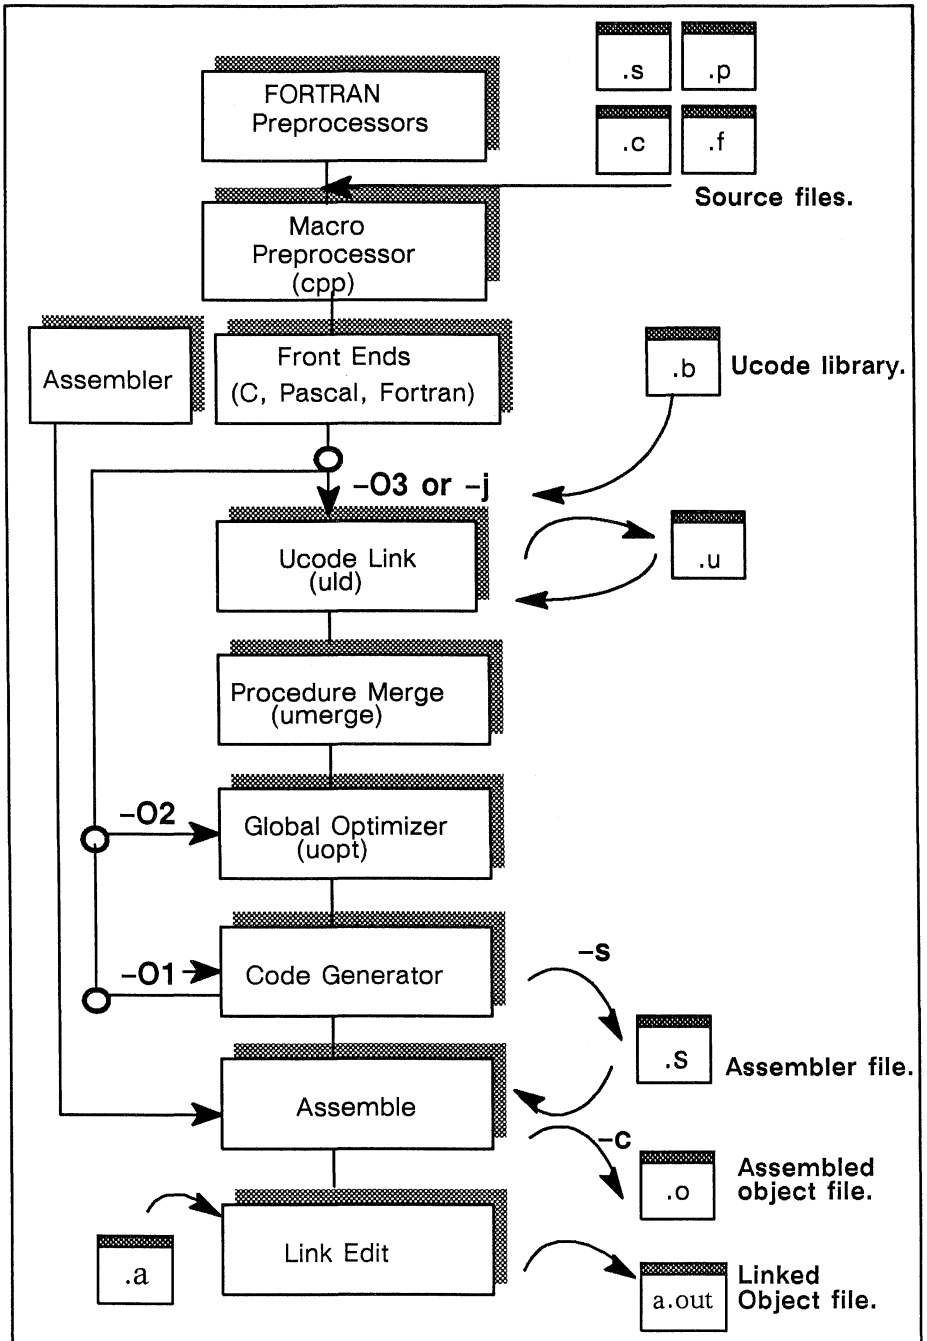 FORTRAN
Preprocessors
.s
.p
.c
.f
Source files.
Macro
Preprocessor
(cpp)
Assembler
Front Ends
(C, Pascal, Fortran)
.b
Ucode library.
-O3 or -j
Ucode Link
(uld)
.u
Procedure Merge
(umerge)
-O2
Global Optimizer
(uopt)
-O1
Code Generator
-s
.s
Assembler file.
Assemble
-c
.o
Assembled
object file.
.a
Link Edit
a.out
Linked
Object file.